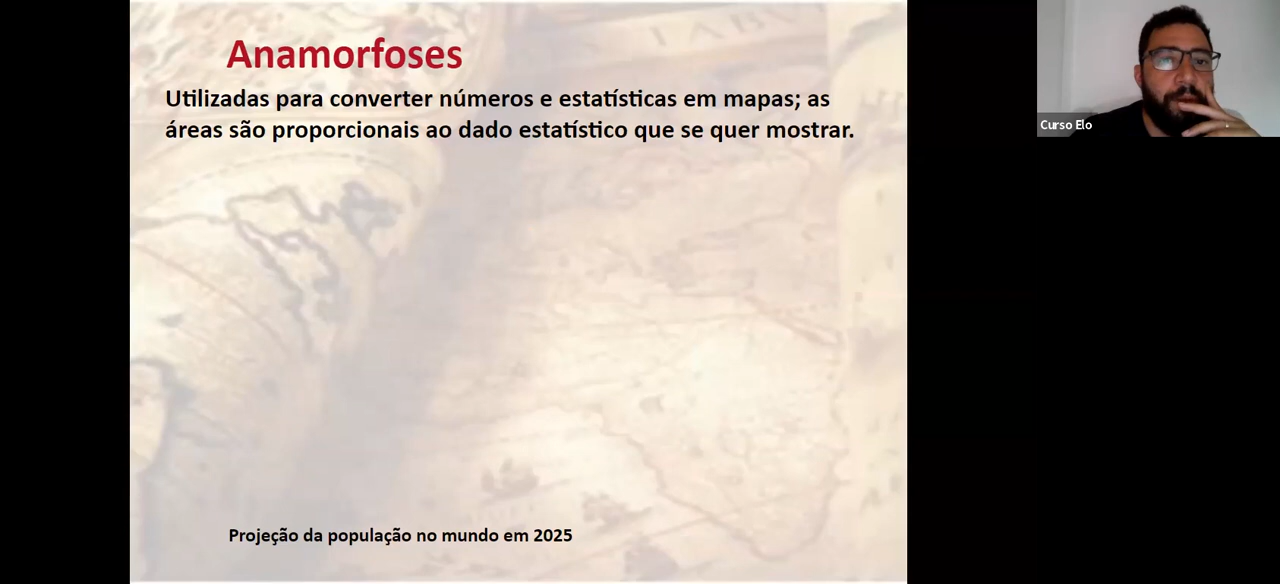 Anamorfoses
Utilizadas para converter números e estatísticas em mapas; as
áreas são proporcionais ao dado estatístico que se quer mostrar.
Projeção da população no mundo em 2025
Curso Elo